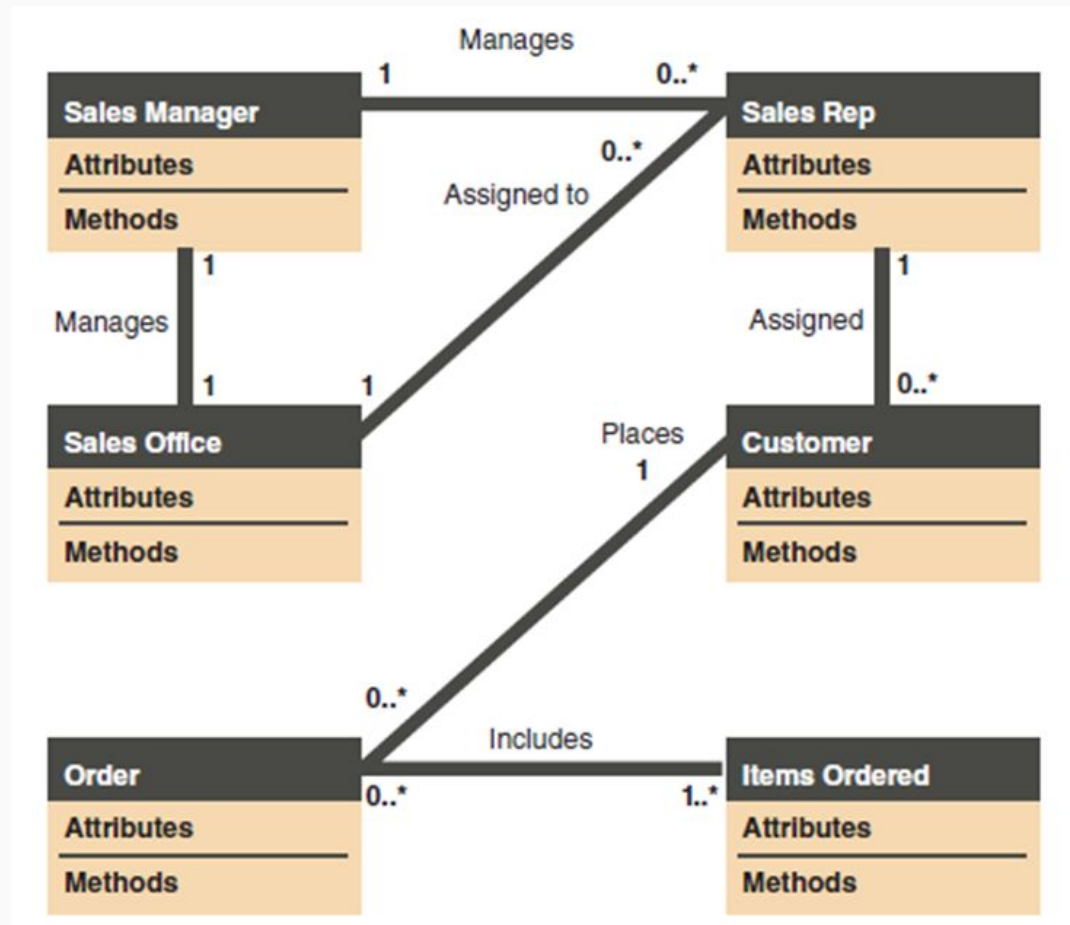 Manages
1
0..*
Sales Manager
Sales Rep
Attributes
Attributes
0..*
Assigned to
Methods
Methods
1
1
Manages
Assigned
1
1
0..*
Sales Office
Places
Customer
1
Attributes
Attributes
Methods
Methods
0..*
Includes
Order
Items Ordered
0..*
1..*
Attributes
Attributes
Methods
Methods